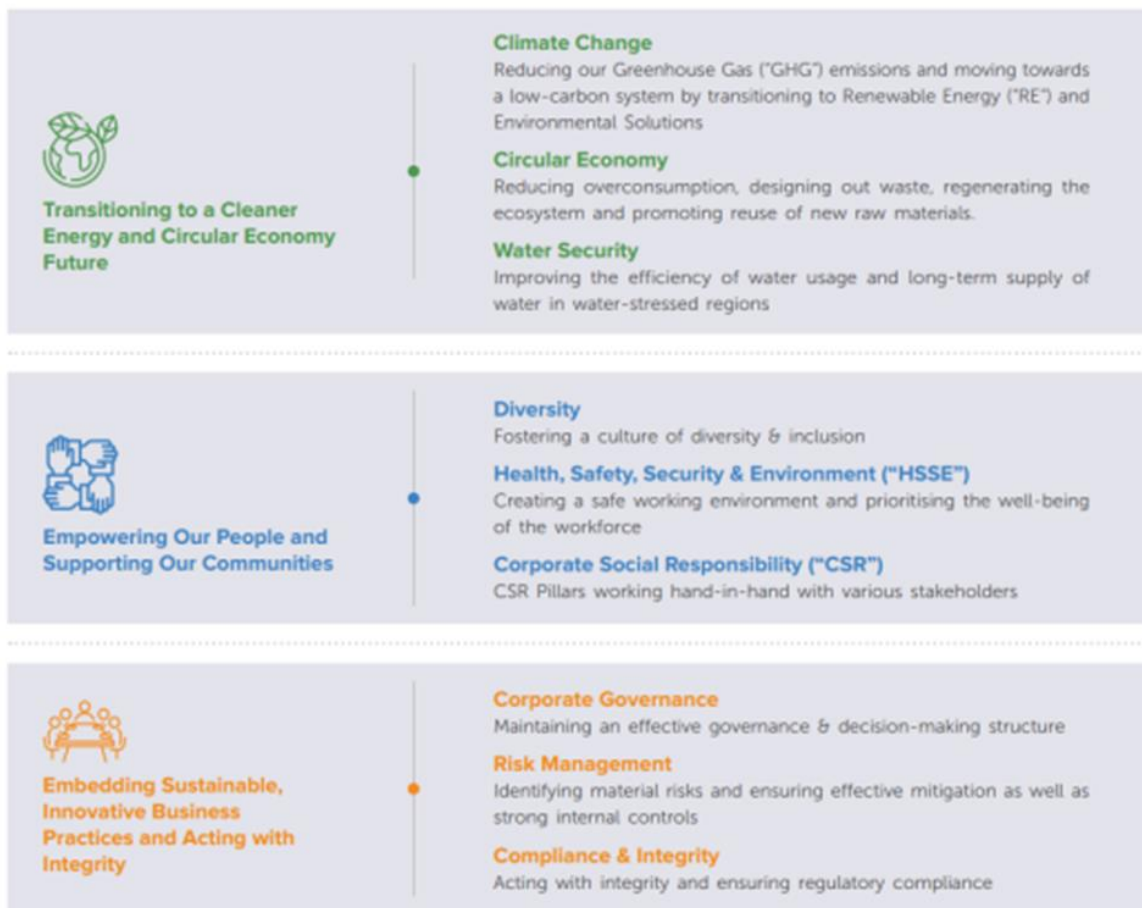 Transitioning to a Cleaner
Energy and Circular Economy
Future
Climate Change
Reducing our Greenhouse Gas ("GHG") emissions and moving towards
a low-carbon system by transitioning to Renewable Energy ("RE") and
Environmental Solutions
Circular Economy
Reducing overconsumption, designing out waste, regenerating the
ecosystem and promoting reuse of new raw materials.
Water Security
Improving the efficiency of water usage and long-term supply of
water in water-stressed regions
Empowering Our People and
Supporting Our Communities
Diversity
Fostering a culture of diversity & inclusion
Health, Safety, Security & Environment (“HSSE”)
Creating a safe working environment and prioritising the well-being
of the workforce
Corporate Social Responsibility (“CSR”)
CSR Pillars working hand-in-hand with various stakeholders
Embedding Sustainable,
Innovative Business
Practices and Acting with
Integrity
Corporate Governance
Maintaining an effective governance & decision-making structure
Risk Management
Identifying material risks and ensuring effective mitigation as well as
strong internal controls
Compliance & Integrity
Acting with integrity and ensuring regulatory compliance